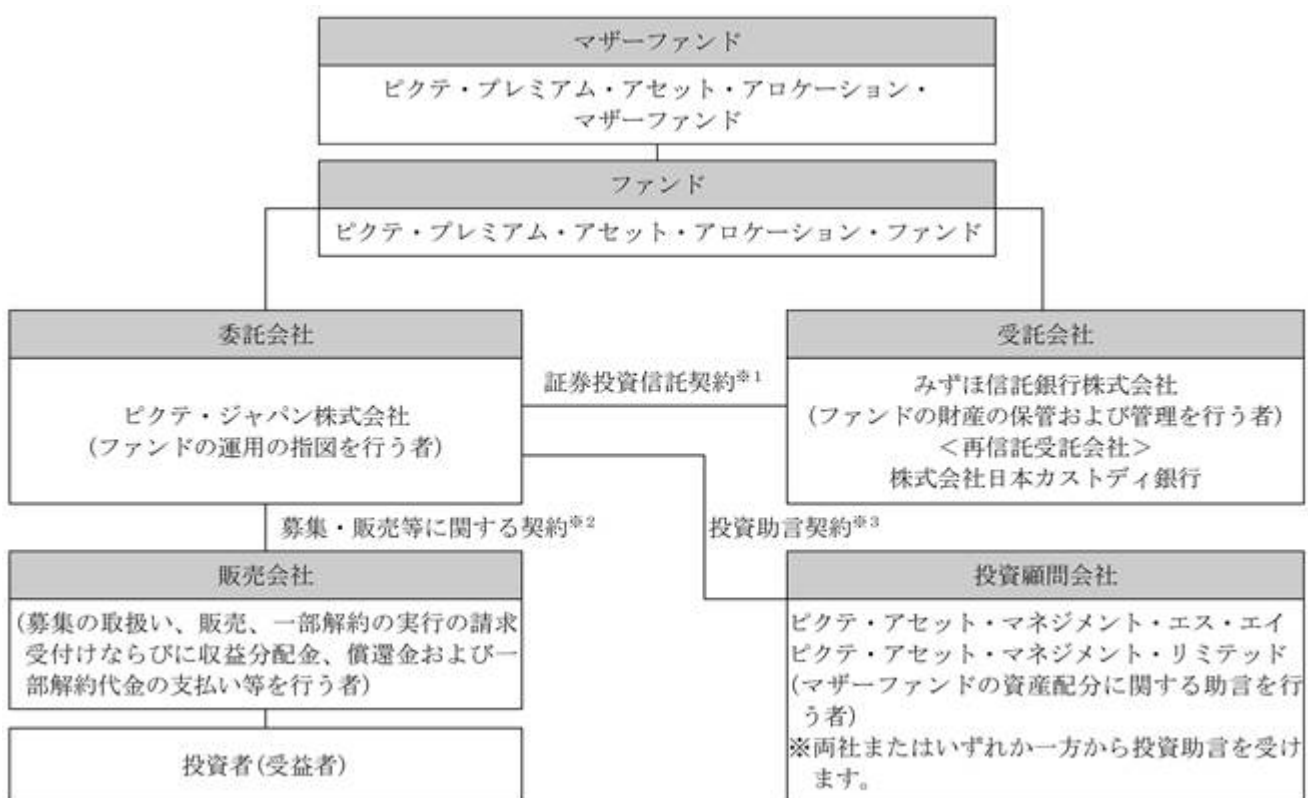 マザーファンド
ピクテ・プレミアム・アセット・アロケーション・
マザーファンド
ファンド
ピクテ・プレミアム・アセット・アロケーション・ファンド
委託会社
ピクテ・ジャパン株式会社
(ファンドの運用の指図を行う者)
証券投資信託契約※1
受託会社
みずほ信託銀行株式会社
(ファンドの財産の保管および管理を行う者)
＜再信託受託会社＞
株式会社日本カストディ銀行
募集・販売等に関する契約※2
投資助言契約※3
販売会社
(募集の取扱い、販売、一部解約の実行の請求
受付けならびに収益分配金、償還金および一
部解約代金の支払い等を行う者)
投資者(受益者)
投資顧問会社
ピクテ・アセット・マネジメント・エス・エイ
ピクテ・アセット・マネジメント・リミテッド
(マザーファンドの資産配分に関する助言を行
う者)
※両社またはいずれか一方から投資助言を受け
ます。